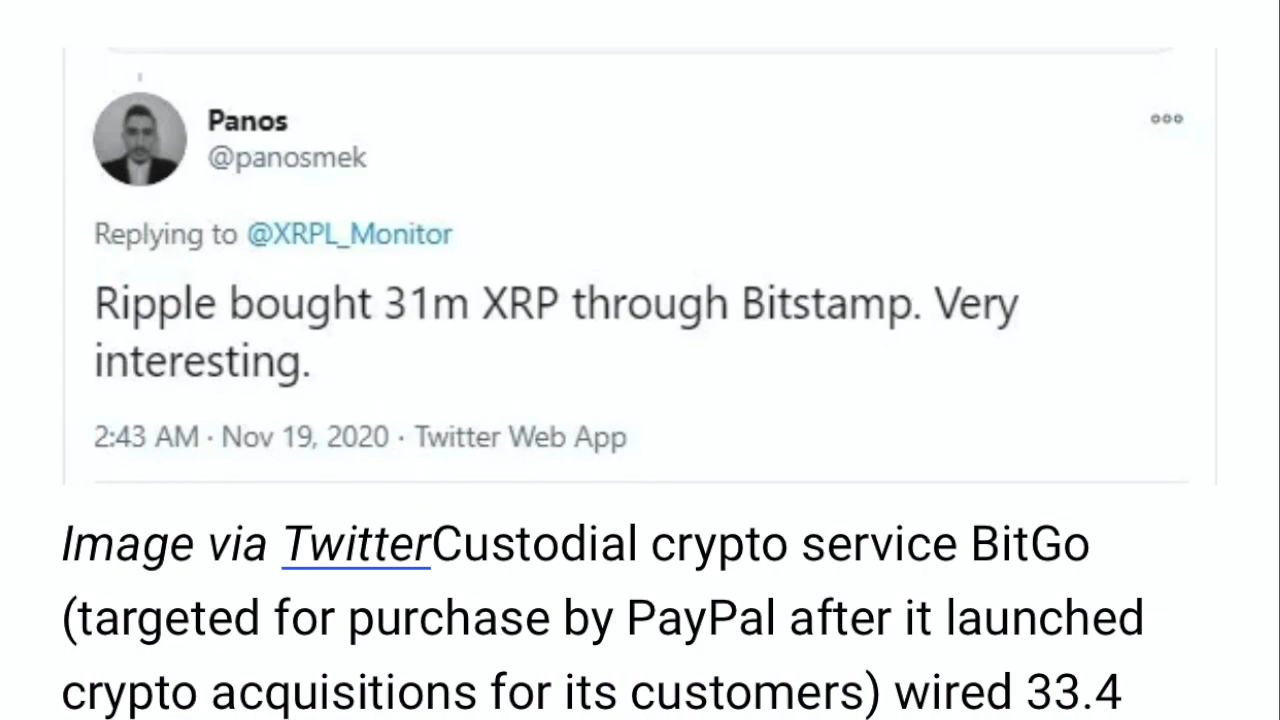 Panos
@panosmek
Replying to @XRPL_Monitor
Ripple bought 31m XRP through Bitstamp. Very
interesting.
2:43 AM · Nov 19, 2020 · Twitter Web App
Image via TwitterCustodial crypto service BitGo
(targeted for purchase by PayPal after it launched
crypto acquisitions for its customers) wired 33.4